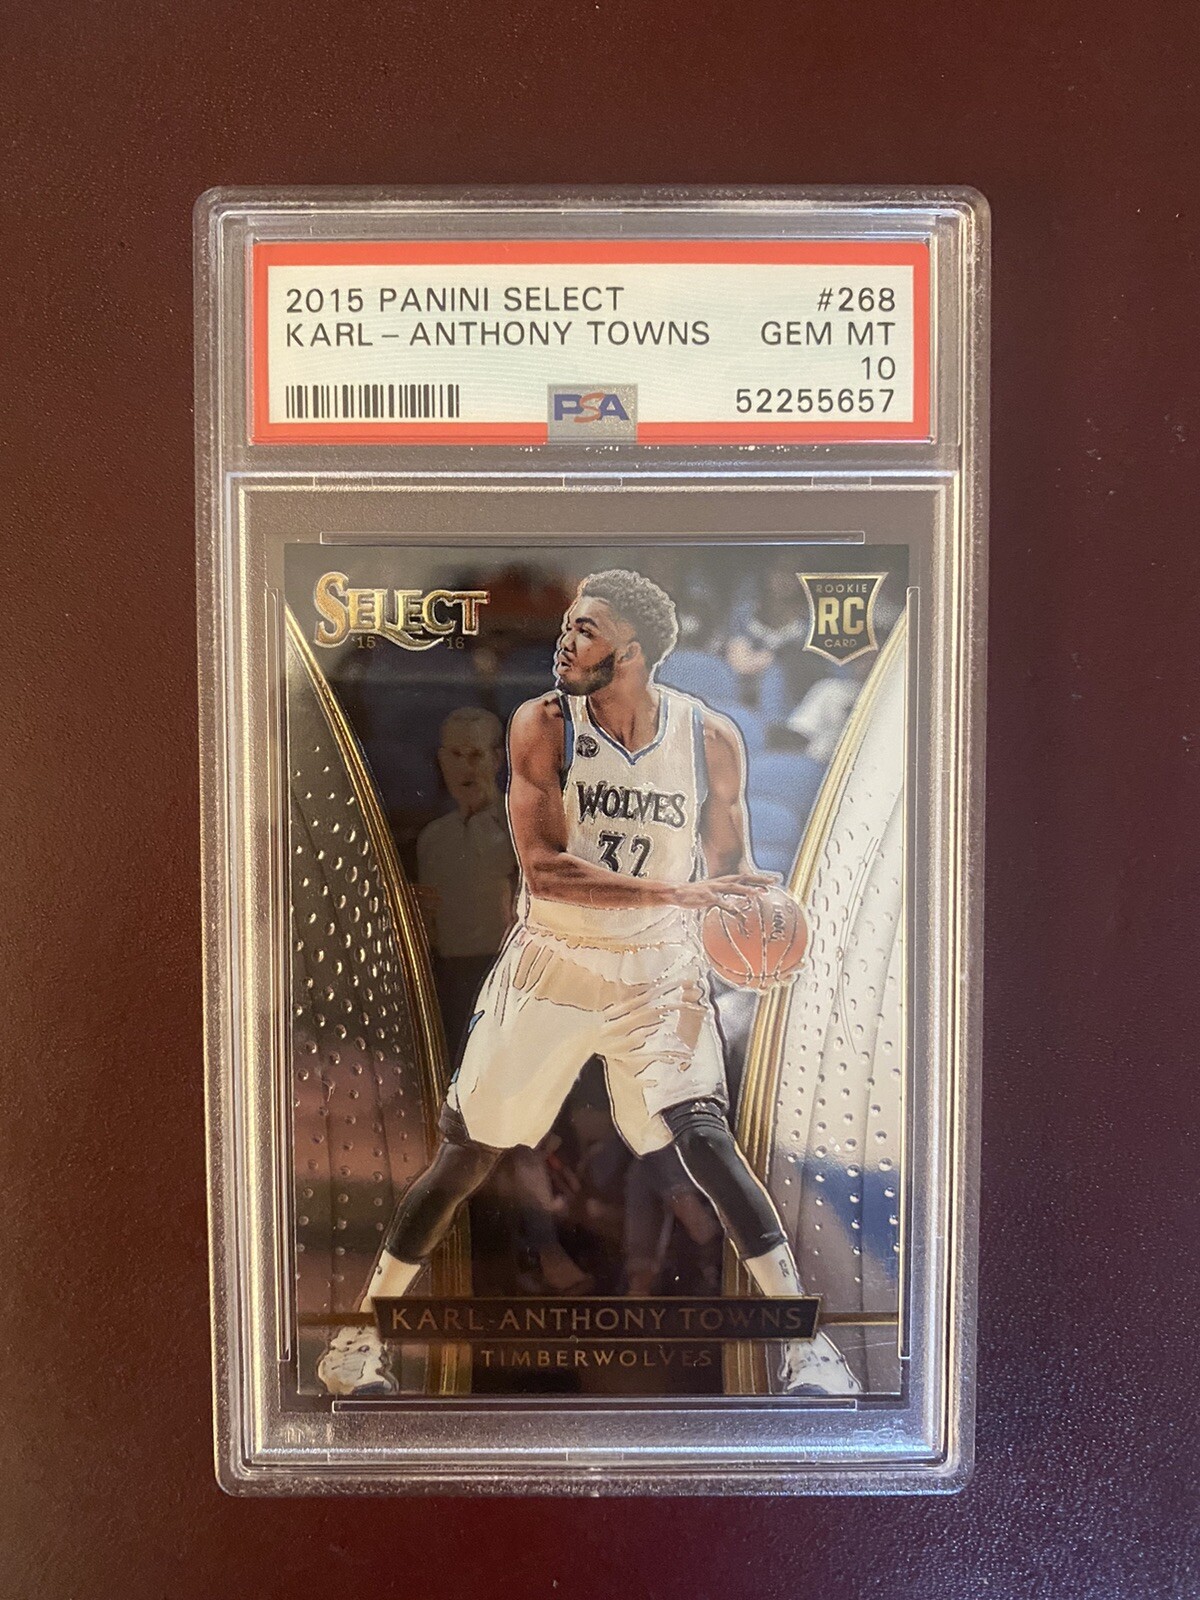 2015 PANINI SELECT #268
KARL-ANTHONY TOWNS GEM MT
10
PSA 52255657
SELECT
'15 16
ROOKIE
RC
CARD
WOLVES
32
KARL-ANTHONY TOWNS
TIMBERWOLVES